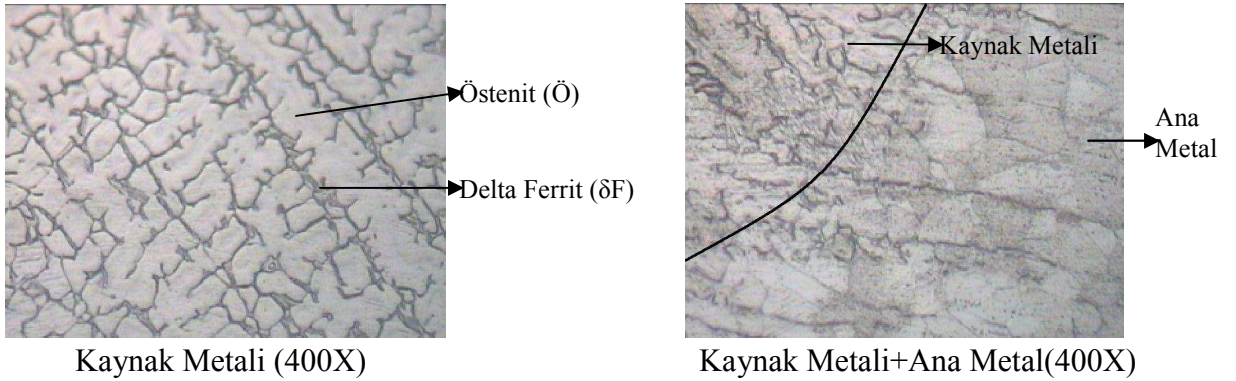 Östenit (Ö)
Delta Ferrit (δF)
Kaynak Metali (400X)
Kaynak Metali
Ana
Metal
Kaynak Metali+Ana Metal(400X)